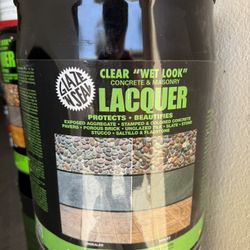 GLAZE
'N SEAL
CLEAR "WET LOOK"
CONCRETE & MASONRY
LACQUER
PROTECTS • BEAUTIFIES
EXPOSED AGGREGATE • STAMPED & COLORED CONCRETE
PAVERS • POROUS BRICK • UNGLAZED TILE • SLATE • STONE
STUCCO • SALTILLO & FLAGSTONE